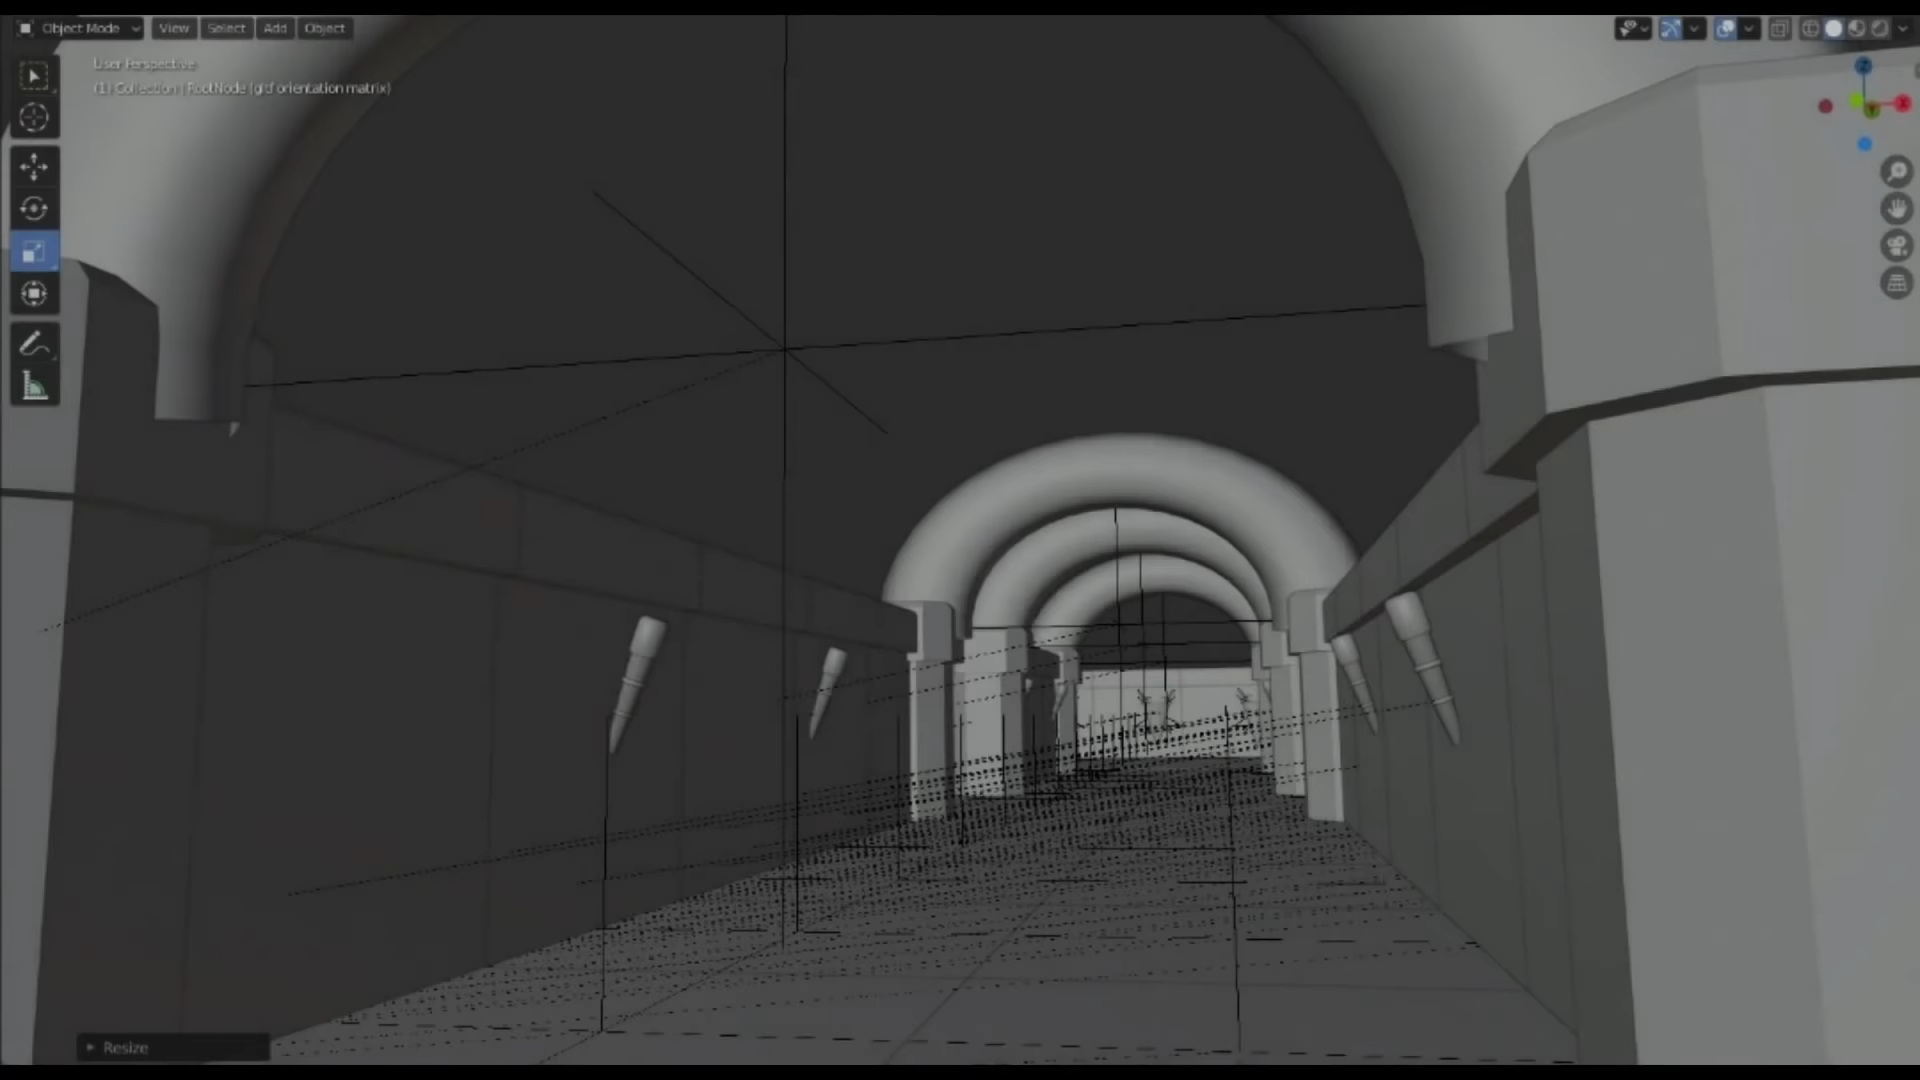 Object Mode View Select Add Object
User Perspective
(1) Collection | RootNode (gltf orientation matrix)
Z
X
Y
Resize